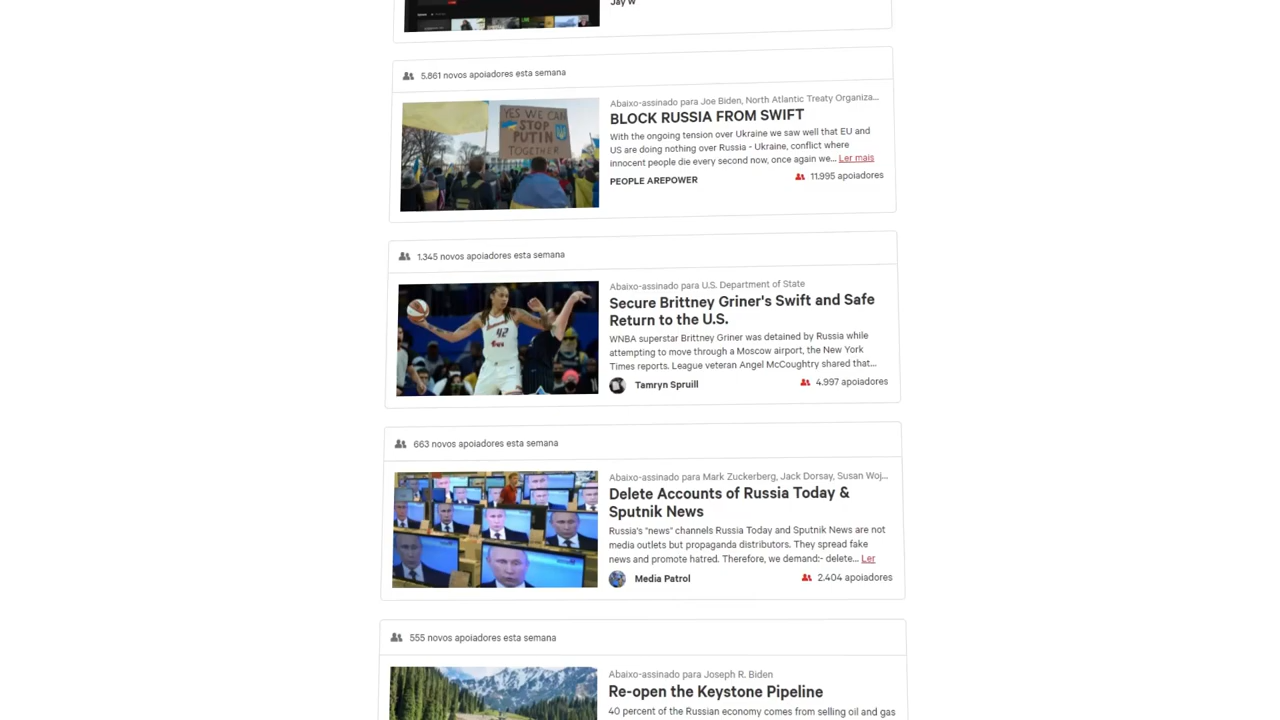 Jay W
5.861 novos apoiadores esta semana
YES WE CAN
STOP
PUTIN
TOGETHER
Abaixo-assinado para Joe Biden, North Atlantic Treaty Organiza...
BLOCK RUSSIA FROM SWIFT
With the ongoing tension over Ukraine we saw well that EU and
US are doing nothing over Russia - Ukraine, conflict where
innocent people die every second now, once again we... Ler mais
PEOPLE AREPOWER
11.995 apoiadores
1.345 novos apoiadores esta semana
42
Abaixo-assinado para U.S. Department of State
Secure Brittney Griner's Swift and Safe
Return to the U.S.
WNBA superstar Brittney Griner was detained by Russia while
attempting to move through a Moscow airport, the New York
Times reports. League veteran Angel McCoughtry shared that...
Tamryn Spruill
4.997 apoiadores
663 novos apoiadores esta semana
Abaixo-assinado para Mark Zuckerberg, Jack Dorsay, Susan Woj...
Delete Accounts of Russia Today &
Sputnik News
Russia's "news" channels Russia Today and Sputnik News are not
media outlets but propaganda distributors. They spread fake
news and promote hatred. Therefore, we demand:- delete... Ler
Media Patrol
2.404 apoiadores
555 novos apoiadores esta semana
Abaixo-assinado para Joseph R. Biden
Re-open the Keystone Pipeline
40 percent of the Russian economy comes from selling oil and gas